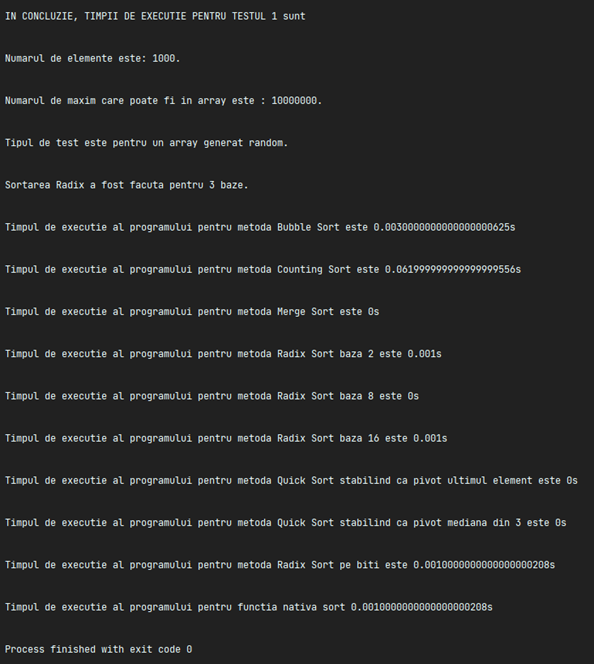 IN CONCLUZIE, TIMPII DE EXECUTIE PENTRU TESTUL 1 sunt
Numarul de elemente este: 1000.
Numarul de maxim care poate fi in array este : 10000000.
Tipul de test este pentru un array generat random.
Sortarea Radix a fost facuta pentru 3 baze.
Timpul de executie al programului pentru metoda Bubble Sort este 0.0030000000000000000625s
Timpul de executie al programului pentru metoda Counting Sort este 0.061999999999999999556s
Timpul de executie al programului pentru metoda Merge Sort este 0s
Timpul de executie al programului pentru metoda Radix Sort baza 2 este 0.001s
Timpul de executie al programului pentru metoda Radix Sort baza 8 este 0s
Timpul de executie al programului pentru metoda Radix Sort baza 16 este 0.001s
Timpul de executie al programului pentru metoda Quick Sort stabilind ca pivot ultimul element este 0s
Timpul de executie al programului pentru metoda Quick Sort stabilind ca pivot mediana din 3 este 0s
Timpul de executie al programului pentru metoda Radix Sort pe biti este 0.0010000000000000000208s
Timpul de executie al programului pentru functia nativa sort 0.0010000000000000000208s
Process finished with exit code 0